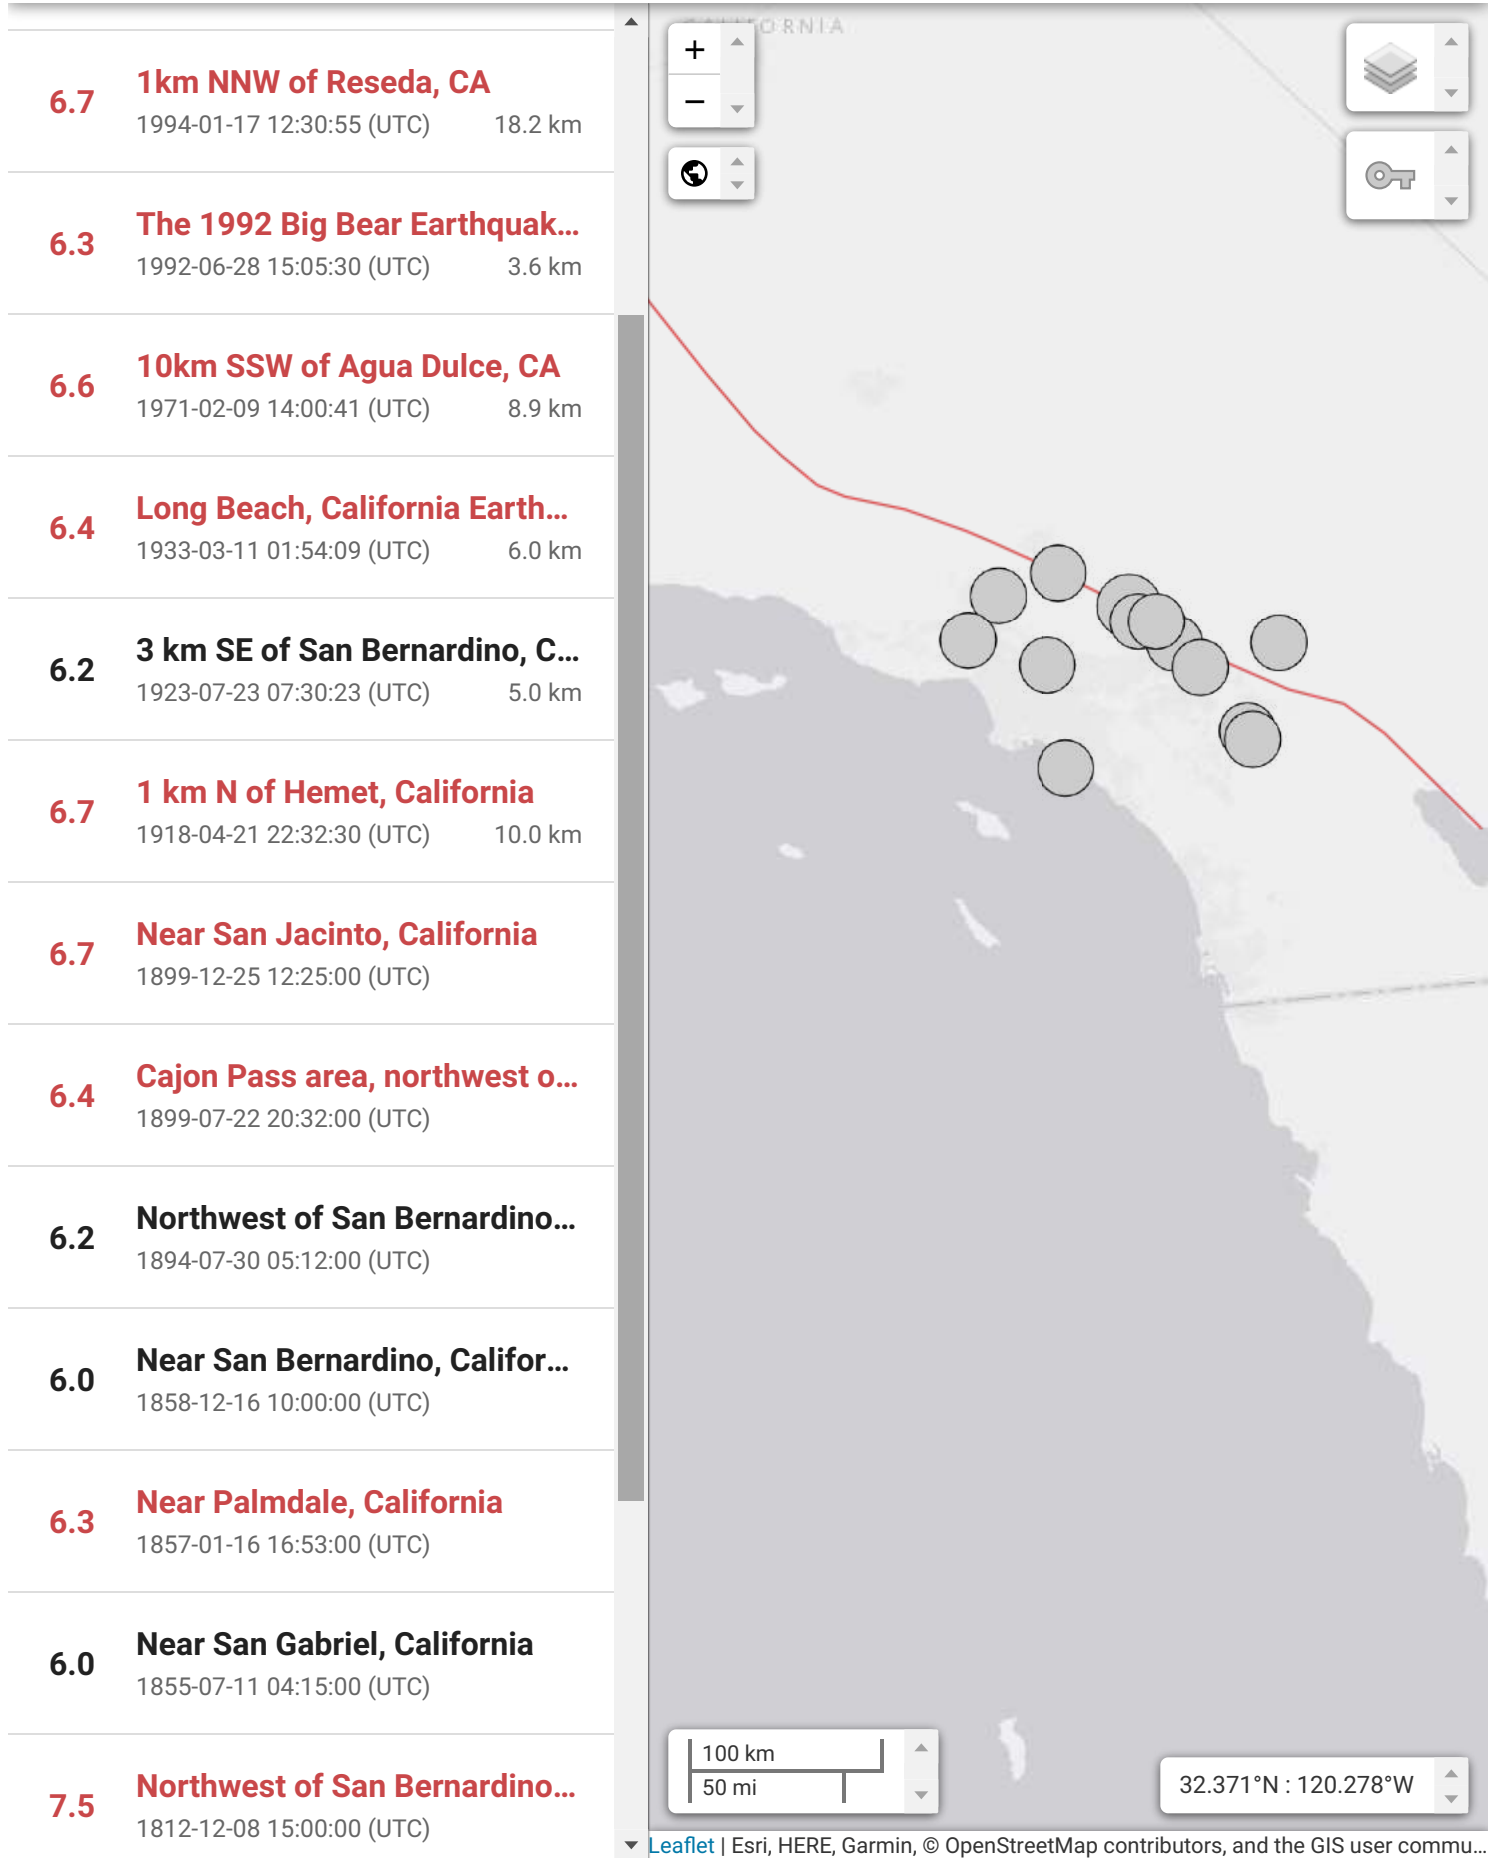 6.7
1km NNW of Reseda, CA
1994-01-17 12:30:55 (UTC) 18.2 km
6.3
The 1992 Big Bear Earthquak...
1992-06-28 15:05:30 (UTC) 3.6 km
6.6
10km SSW of Agua Dulce, CA
1971-02-09 14:00:41 (UTC) 8.9 km
6.4
Long Beach, California Earth...
1933-03-11 01:54:09 (UTC) 6.0 km
6.2
3 km SE of San Bernardino, C...
1923-07-23 07:30:23 (UTC) 5.0 km
6.7
1 km N of Hemet, California
1918-04-21 22:32:30 (UTC) 10.0 km
6.7
Near San Jacinto, California
1899-12-25 12:25:00 (UTC)
6.4
Cajon Pass area, northwest o...
1899-07-22 20:32:00 (UTC)
6.2
Northwest of San Bernardino...
1894-07-30 05:12:00 (UTC)
6.0
Near San Bernardino, Califor...
1858-12-16 10:00:00 (UTC)
6.3
Near Palmdale, California
1857-01-16 16:53:00 (UTC)
6.0
Near San Gabriel, California
1855-07-11 04:15:00 (UTC)
7.5
Northwest of San Bernardino...
1812-12-08 15:00:00 (UTC)
+
−
100 km
50 mi
32.371°N : 120.278°W
Leaflet | Esri, HERE, Garmin, © OpenStreetMap contributors, and the GIS user commu...